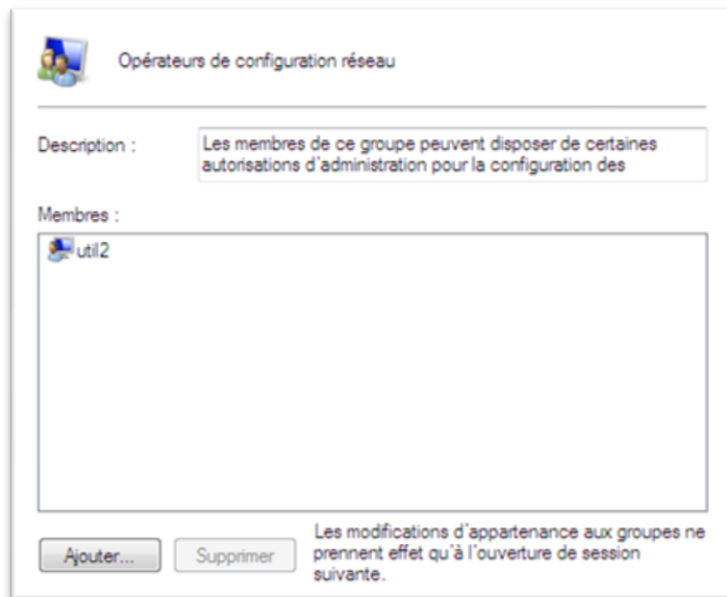 Opérateurs de configuration réseau
Description :
Les membres de ce groupe peuvent disposer de certaines
autorisations d'administration pour la configuration des
Membres :
util2
Ajouter...
Supprimer
Les modifications d'appartenance aux groupes ne
prennent effet qu'à l'ouverture de session
suivante.